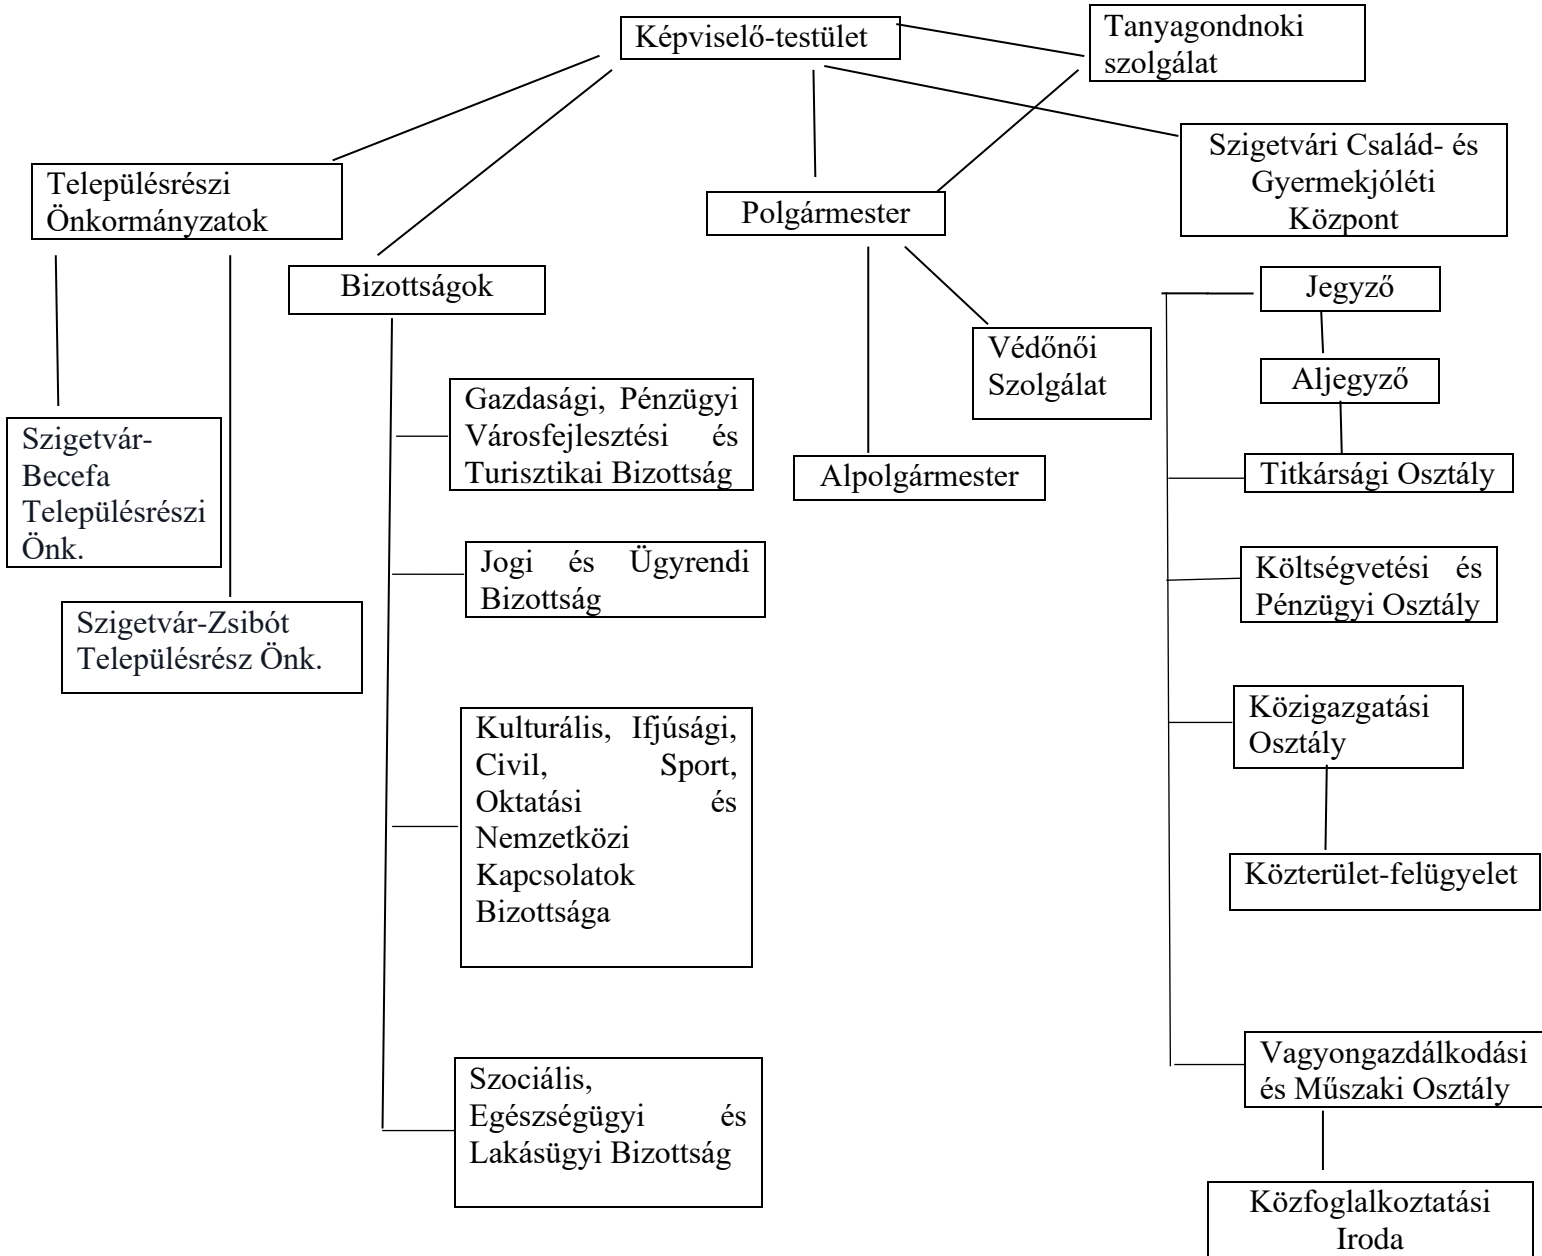 Képviselő-testület
Tanyagondnoki
szolgálat
Szigetvári Család- és
Gyermekjóléti
Központ
Településrészi
Önkormányzatok
Polgármester
Bizottságok
Jegyző
Védőnői
Szolgálat
Aljegyző
Gazdasági, Pénzügyi
Városfejlesztési és
Turisztikai Bizottság
Szigetvár-
Becefa
Településrészi
Önk.
Alpolgármester
Titkársági Osztály
Jogi és Ügyrendi
Bizottság
Költségvetési és
Pénzügyi Osztály
Szigetvár-Zsibót
Településrész Önk.
Kulturális, Ifjúsági,
Civil, Sport,
Oktatási és
Nemzetközi
Kapcsolatok
Bizottsága
Közigazgatási
Osztály
Közterület-felügyelet
Vagyongazdálkodási
és Műszaki Osztály
Szociális,
Egészségügyi és
Lakásügyi Bizottság
Közfoglalkoztatási
Iroda